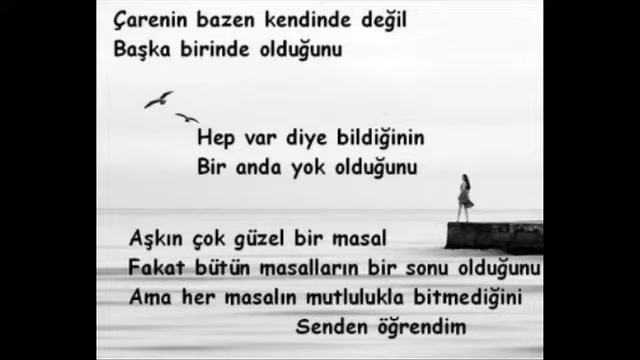 Çarenin bazen kendinde değil
Başka birinde olduğunu
Hep var diye bildiğinin
Bir anda yok olduğunu
Aşkın çok güzel bir masal
Fakat bütün masalların bir sonu olduğunu
Ama her masalın mutlulukla bitmediğini
Senden öğrendim